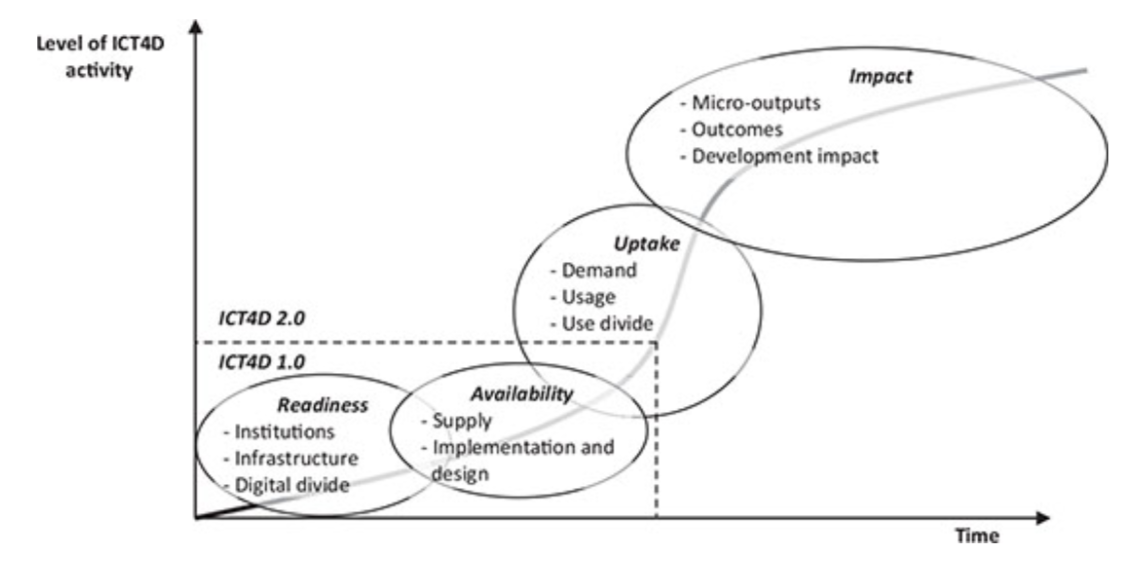 Level of ICT4D
activity
Impact
- Micro-outputs
- Outcomes
- Development impact
Uptake
- Demand
- Usage
- Use divide
ICT4D 2.0
ICT4D 1.0
Readiness
- Institutions
- Infrastructure
- Digital divide
Availability
- Supply
- Implementation and
design
Time